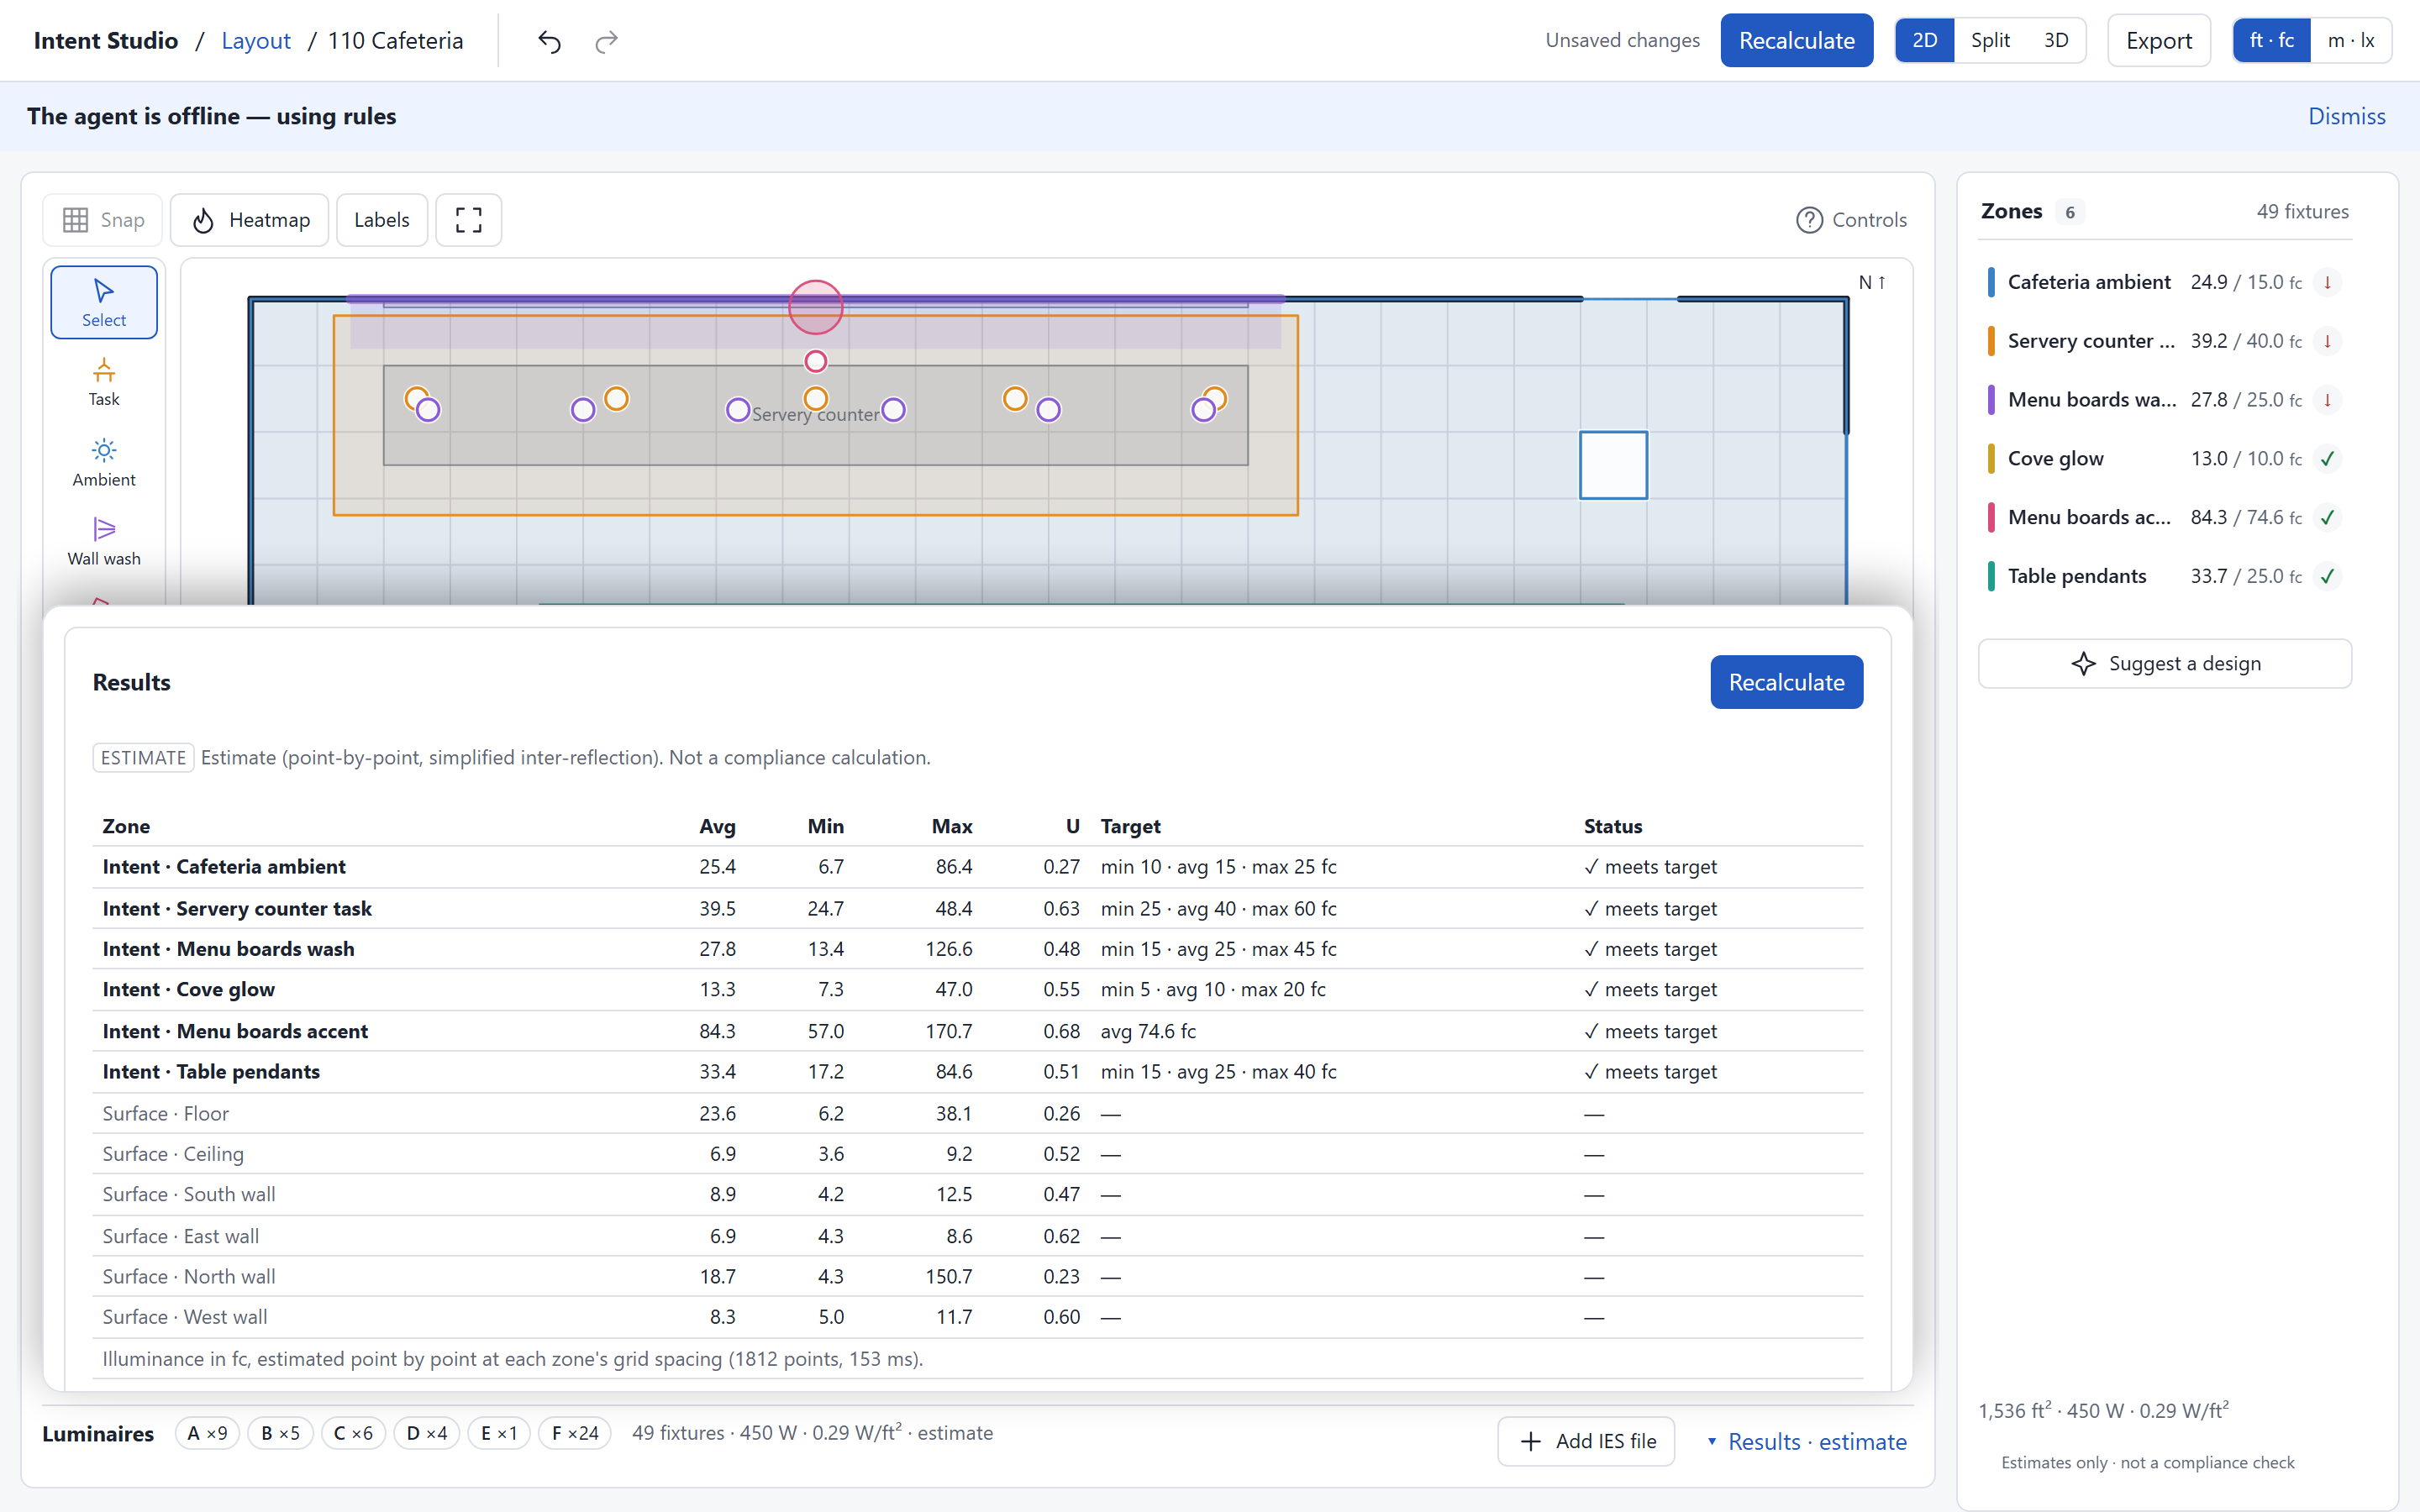 Intent Studio / Layout / 110 Cafeteria
Unsaved changes Recalculate 2D Split 3D Export ft · fc m · lx
The agent is offline — using rules Dismiss
Snap Heatmap Labels Controls
Select
Task
Ambient
Wall wash
N ↑
Servery counter
Zones 6 49 fixtures
Cafeteria ambient 24.9 / 15.0 fc ↓
Servery counter ... 39.2 / 40.0 fc ↓
Menu boards wa... 27.8 / 25.0 fc ↓
Cove glow 13.0 / 10.0 fc ✓
Menu boards ac... 84.3 / 74.6 fc ✓
Table pendants 33.7 / 25.0 fc ✓
Suggest a design
Results Recalculate
ESTIMATE Estimate (point-by-point, simplified inter-reflection). Not a compliance calculation.
Zone Avg Min Max U Target Status
Intent · Cafeteria ambient 25.4 6.7 86.4 0.27 min 10 · avg 15 · max 25 fc ✓ meets target
Intent · Servery counter task 39.5 24.7 48.4 0.63 min 25 · avg 40 · max 60 fc ✓ meets target
Intent · Menu boards wash 27.8 13.4 126.6 0.48 min 15 · avg 25 · max 45 fc ✓ meets target
Intent · Cove glow 13.3 7.3 47.0 0.55 min 5 · avg 10 · max 20 fc ✓ meets target
Intent · Menu boards accent 84.3 57.0 170.7 0.68 avg 74.6 fc ✓ meets target
Intent · Table pendants 33.4 17.2 84.6 0.51 min 15 · avg 25 · max 40 fc ✓ meets target
Surface · Floor 23.6 6.2 38.1 0.26 — —
Surface · Ceiling 6.9 3.6 9.2 0.52 — —
Surface · South wall 8.9 4.2 12.5 0.47 — —
Surface · East wall 6.9 4.3 8.6 0.62 — —
Surface · North wall 18.7 4.3 150.7 0.23 — —
Surface · West wall 8.3 5.0 11.7 0.60 — —
Illuminance in fc, estimated point by point at each zone's grid spacing (1812 points, 153 ms).
Luminaires A ×9 B ×5 C ×6 D ×4 E ×1 F ×24 49 fixtures · 450 W · 0.29 W/ft² · estimate
Add IES file ▾ Results · estimate
1,536 ft² · 450 W · 0.29 W/ft²
Estimates only · not a compliance check